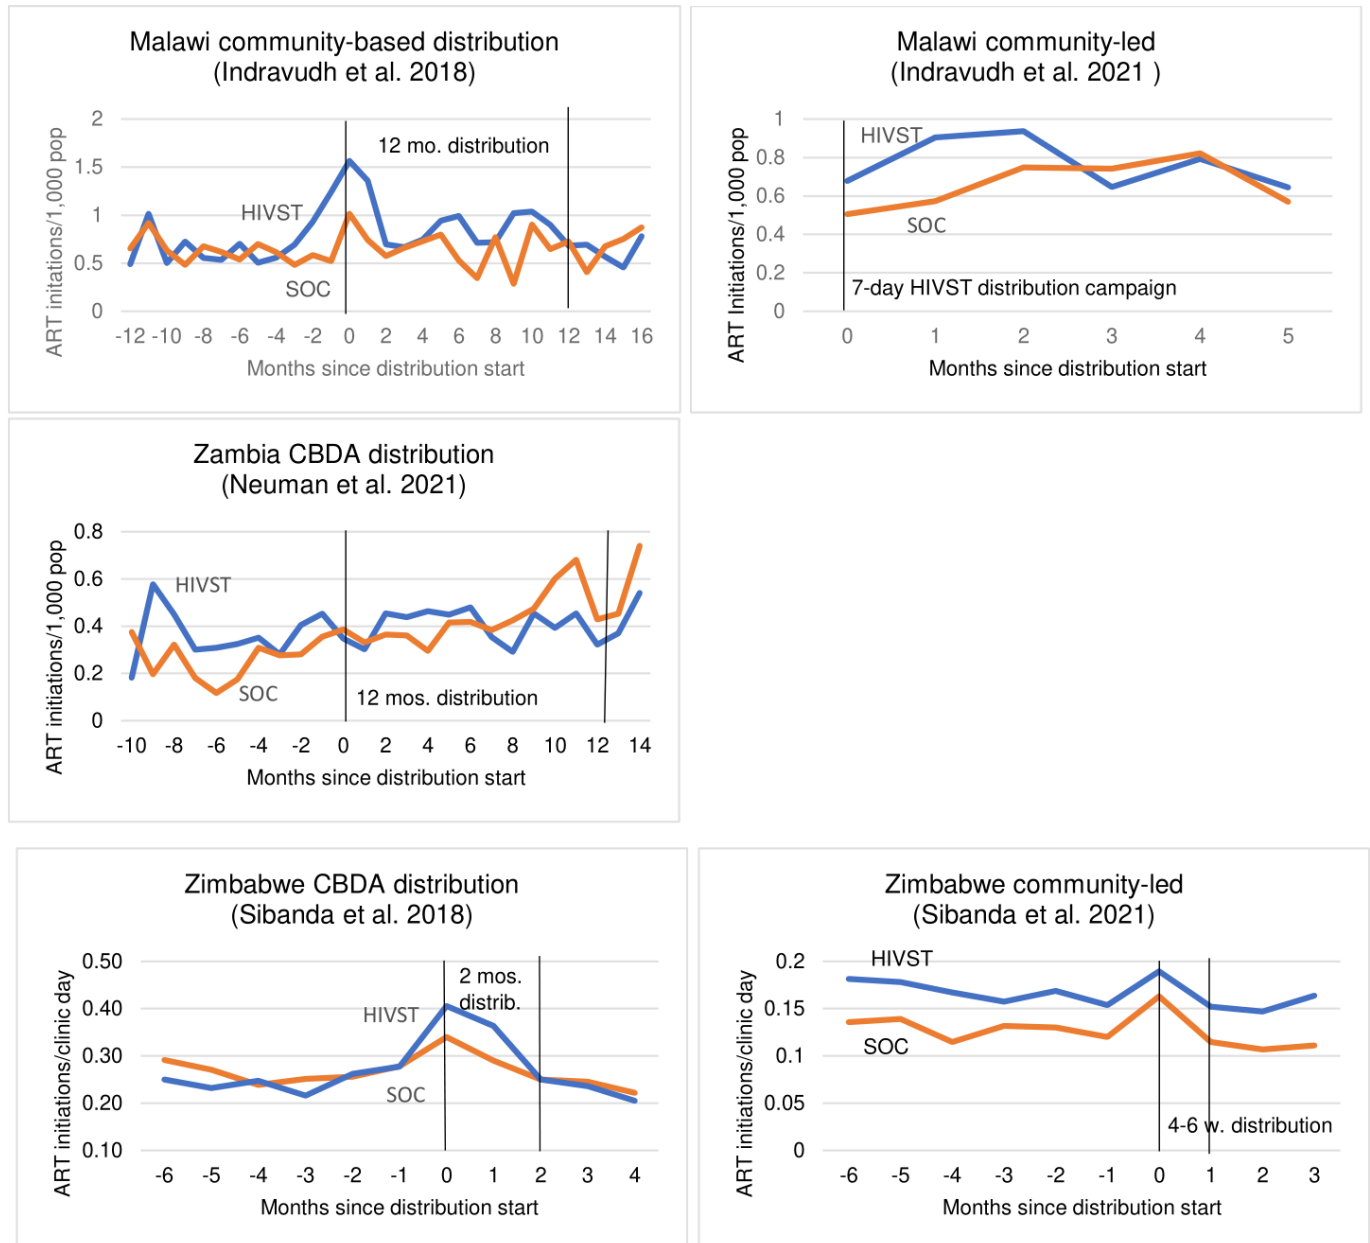 Malawi community-based distribution
(Indravudh et al. 2018)
ART initations/1,000 pop
2
1.5
1
0.5
0
HIVST
SOC
12 mo. distribution
-12 -10 -8 -6 -4 -2 0 2 4 6 8 10 12 14 16
Months since distribution start
Malawi community-led
(Indravudh et al. 2021 )
ART Initiations/1,000 pop
1
0.8
0.6
0.4
0.2
0
HIVST
SOC
7-day HIVST distribution campaign
0 1 2 3 4 5
Months since distribution start
Zambia CBDA distribution
(Neuman et al. 2021)
ART initiations/1,000 pop
0.8
0.6
0.4
0.2
0
HIVST
SOC
12 mos. distribution
-10 -8 -6 -4 -2 0 2 4 6 8 10 12 14
Months since distribution start
Zimbabwe CBDA distribution
(Sibanda et al. 2018)
ART initiations/clinic day
0.50
0.40
0.30
0.20
0.10
2 mos.
distrib.
HIVST
SOC
-6 -5 -4 -3 -2 -1 0 1 2 3 4
Months since distribution start
Zimbabwe community-led
(Sibanda et al. 2021)
ART initiations/clinic day
0.2
0.15
0.1
0.05
0
HIVST
SOC
4-6 w. distribution
-6 -5 -4 -3 -2 -1 0 1 2 3
Months since distribution start